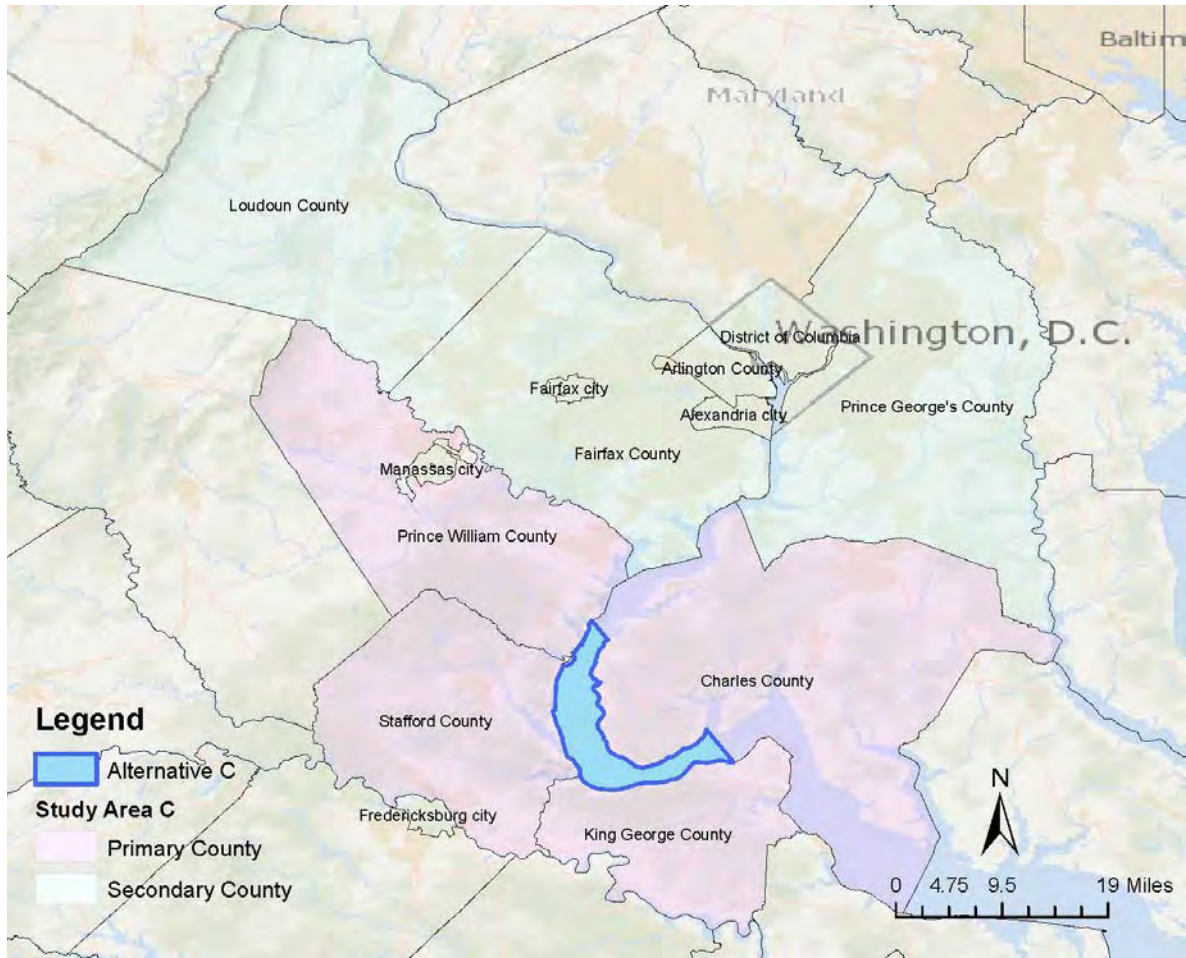 Baltim
Maryland
Loudoun County
District of Columbia
Washington, D.C.
Arlington County
Fairfax city
Alexandria city
Prince George's County
Fairfax County
Manassas city
Prince William County
Charles County
Stafford County
Fredericksburg city
King George County
Legend
Alternative C
Study Area C
Primary County
Secondary County
N
0 4.75 9.5 19 Miles